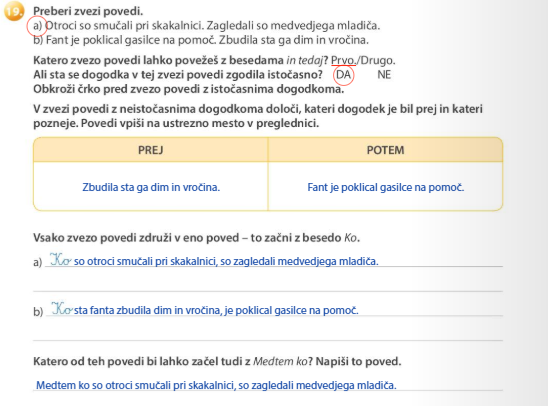 19. Preberi zvezi povedi.
a) Otroci so smučali pri skakalnici. Zagledali so medvedjega mladiča.
b) Fant je poklical gasilce na pomoč. Zbudila sta ga dim in vročina.
Katero zvezo povedi lahko povežeš z besedama in tedaj? Prvo./Drugo.
Ali sta se dogodka v tej zvezi povedi zgodila istočasno? DA NE
Obkroži črko pred zvezo povedi z istočasnima dogodkoma.
V zvezi povedi z neistočasnima dogodkoma določi, kateri dogodek je bil prej in kateri
pozneje. Povedi vpiši na ustrezno mesto v preglednici.
PREJ POTEM
Zbudila sta ga dim in vročina. Fant je poklical gasilce na pomoč.
Vsako zvezo povedi združi v eno poved – to začni z besedo Ko.
a) Ko so otroci smučali pri skakalnici, so zagledali medvedjega mladiča.
b) Ko sta fanta zbudila dim in vročina, je poklical gasilce na pomoč.
Katero od teh povedi bi lahko začel tudi z Medtem ko? Napiši to poved.
Medtem ko so otroci smučali pri skakalnici, so zagledali medvedjega mladiča.